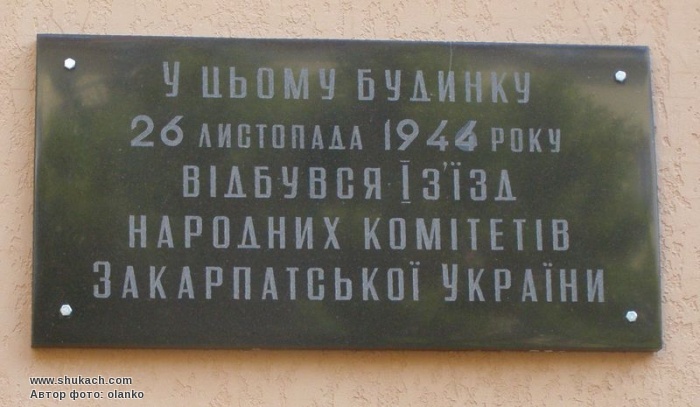 У ЦЬОМУ БУДИНКУ
26 ЛИСТОПАДА 1944 РОКУ
ВІДБУВСЯ І З'ЇЗД
НАРОДНИХ КОМІТЕТІВ
ЗАКАРПАТСЬКОЇ УКРАЇНИ
www.shukach.com
Автор фото: olanko